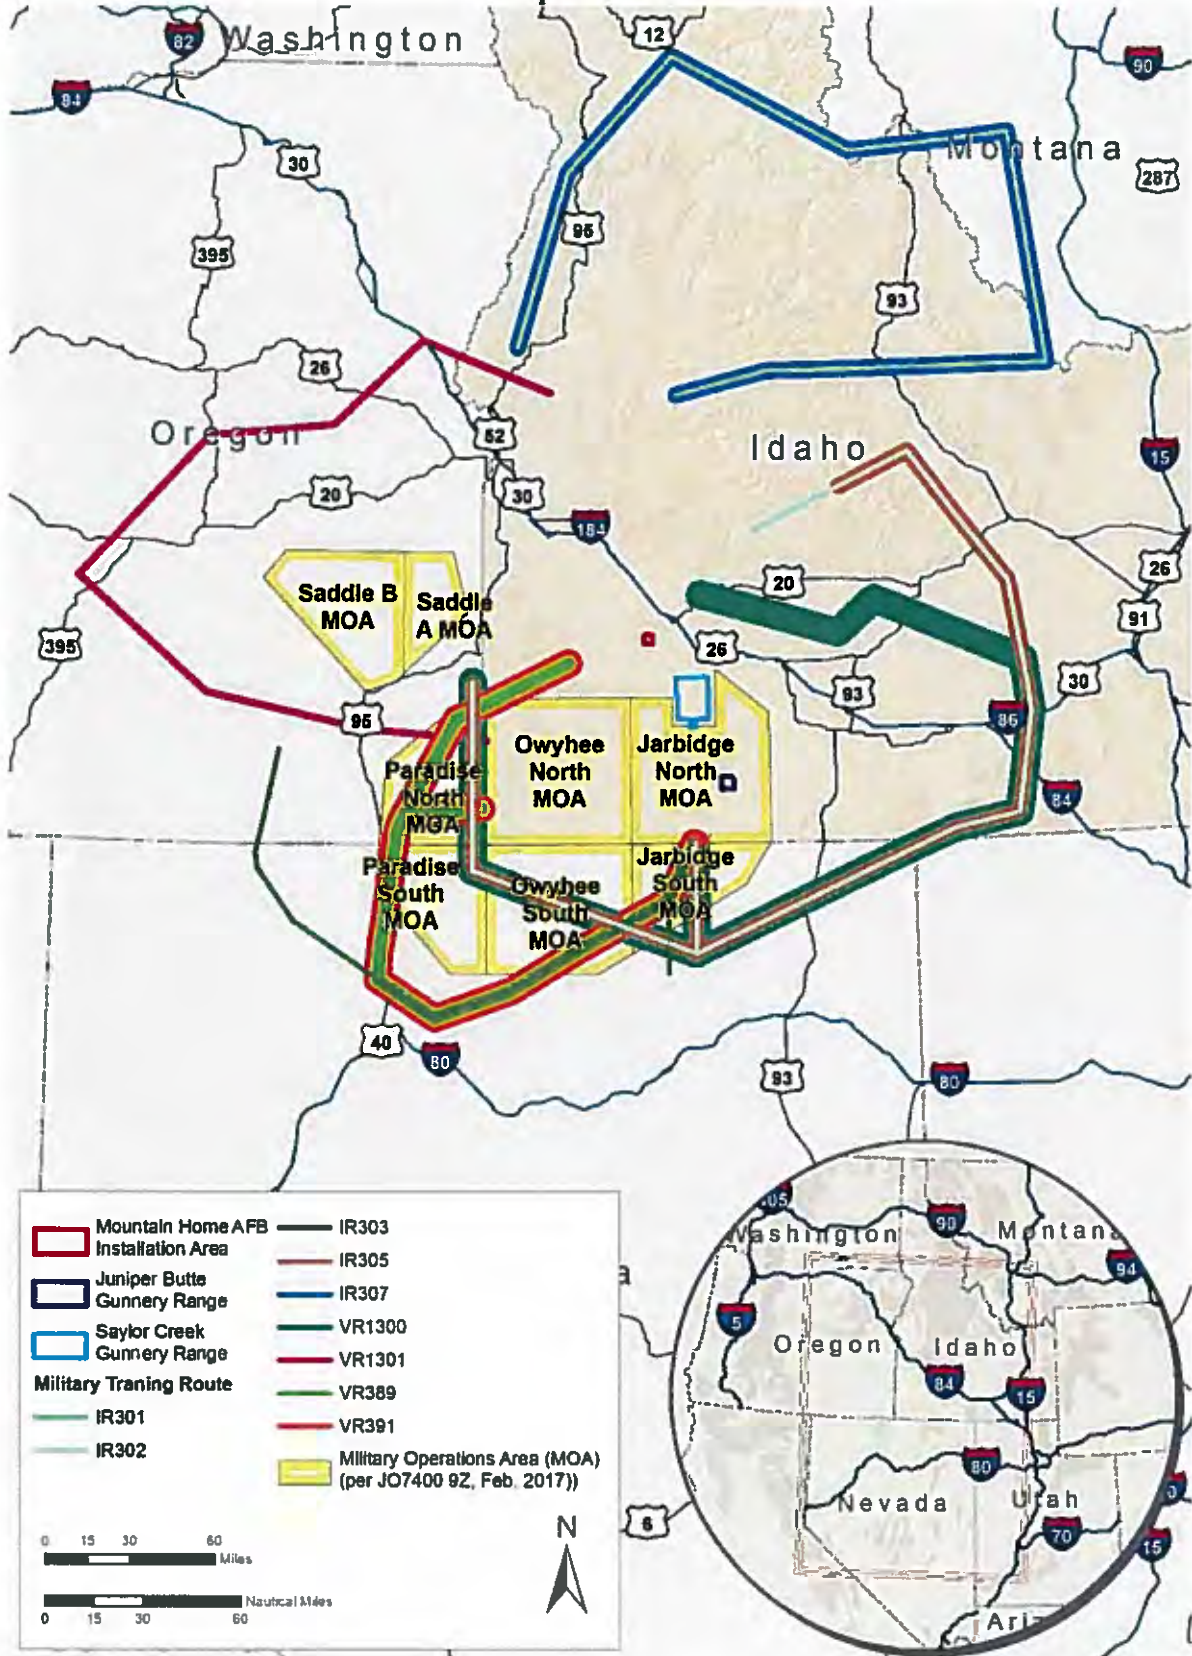 12
82
Washington
90
84
30
Montana
287
95
395
93
26
Oregon
52
Idaho
15
20
30
184
26
20
Saddle B
MOA
Saddle
A MOA
91
395
26
30
93
95
86
Owyhee
North
MOA
Jarbidge
North
MOA
Paradise
North
MOA
84
Paradise
South
MOA
Owyhee
South
MOA
Jarbidge
South
MOA
40
80
93
80
Mountain Home AFB
Installation Area
Juniper Butte
Gunnery Range
Saylor Creek
Gunnery Range
Military Traning Route
IR301
IR302
IR303
IR305
IR307
VR1300
VR1301
VR389
VR391
Military Operations Area (MOA)
(per JO7400 9Z, Feb, 2017))
0 15 30 60
Miles
Nautical Miles
0 15 30 60
N
6
90
Washington
Montana
94
5
Oregon
Idaho
84
15
80
Nevada
Utah
70
15